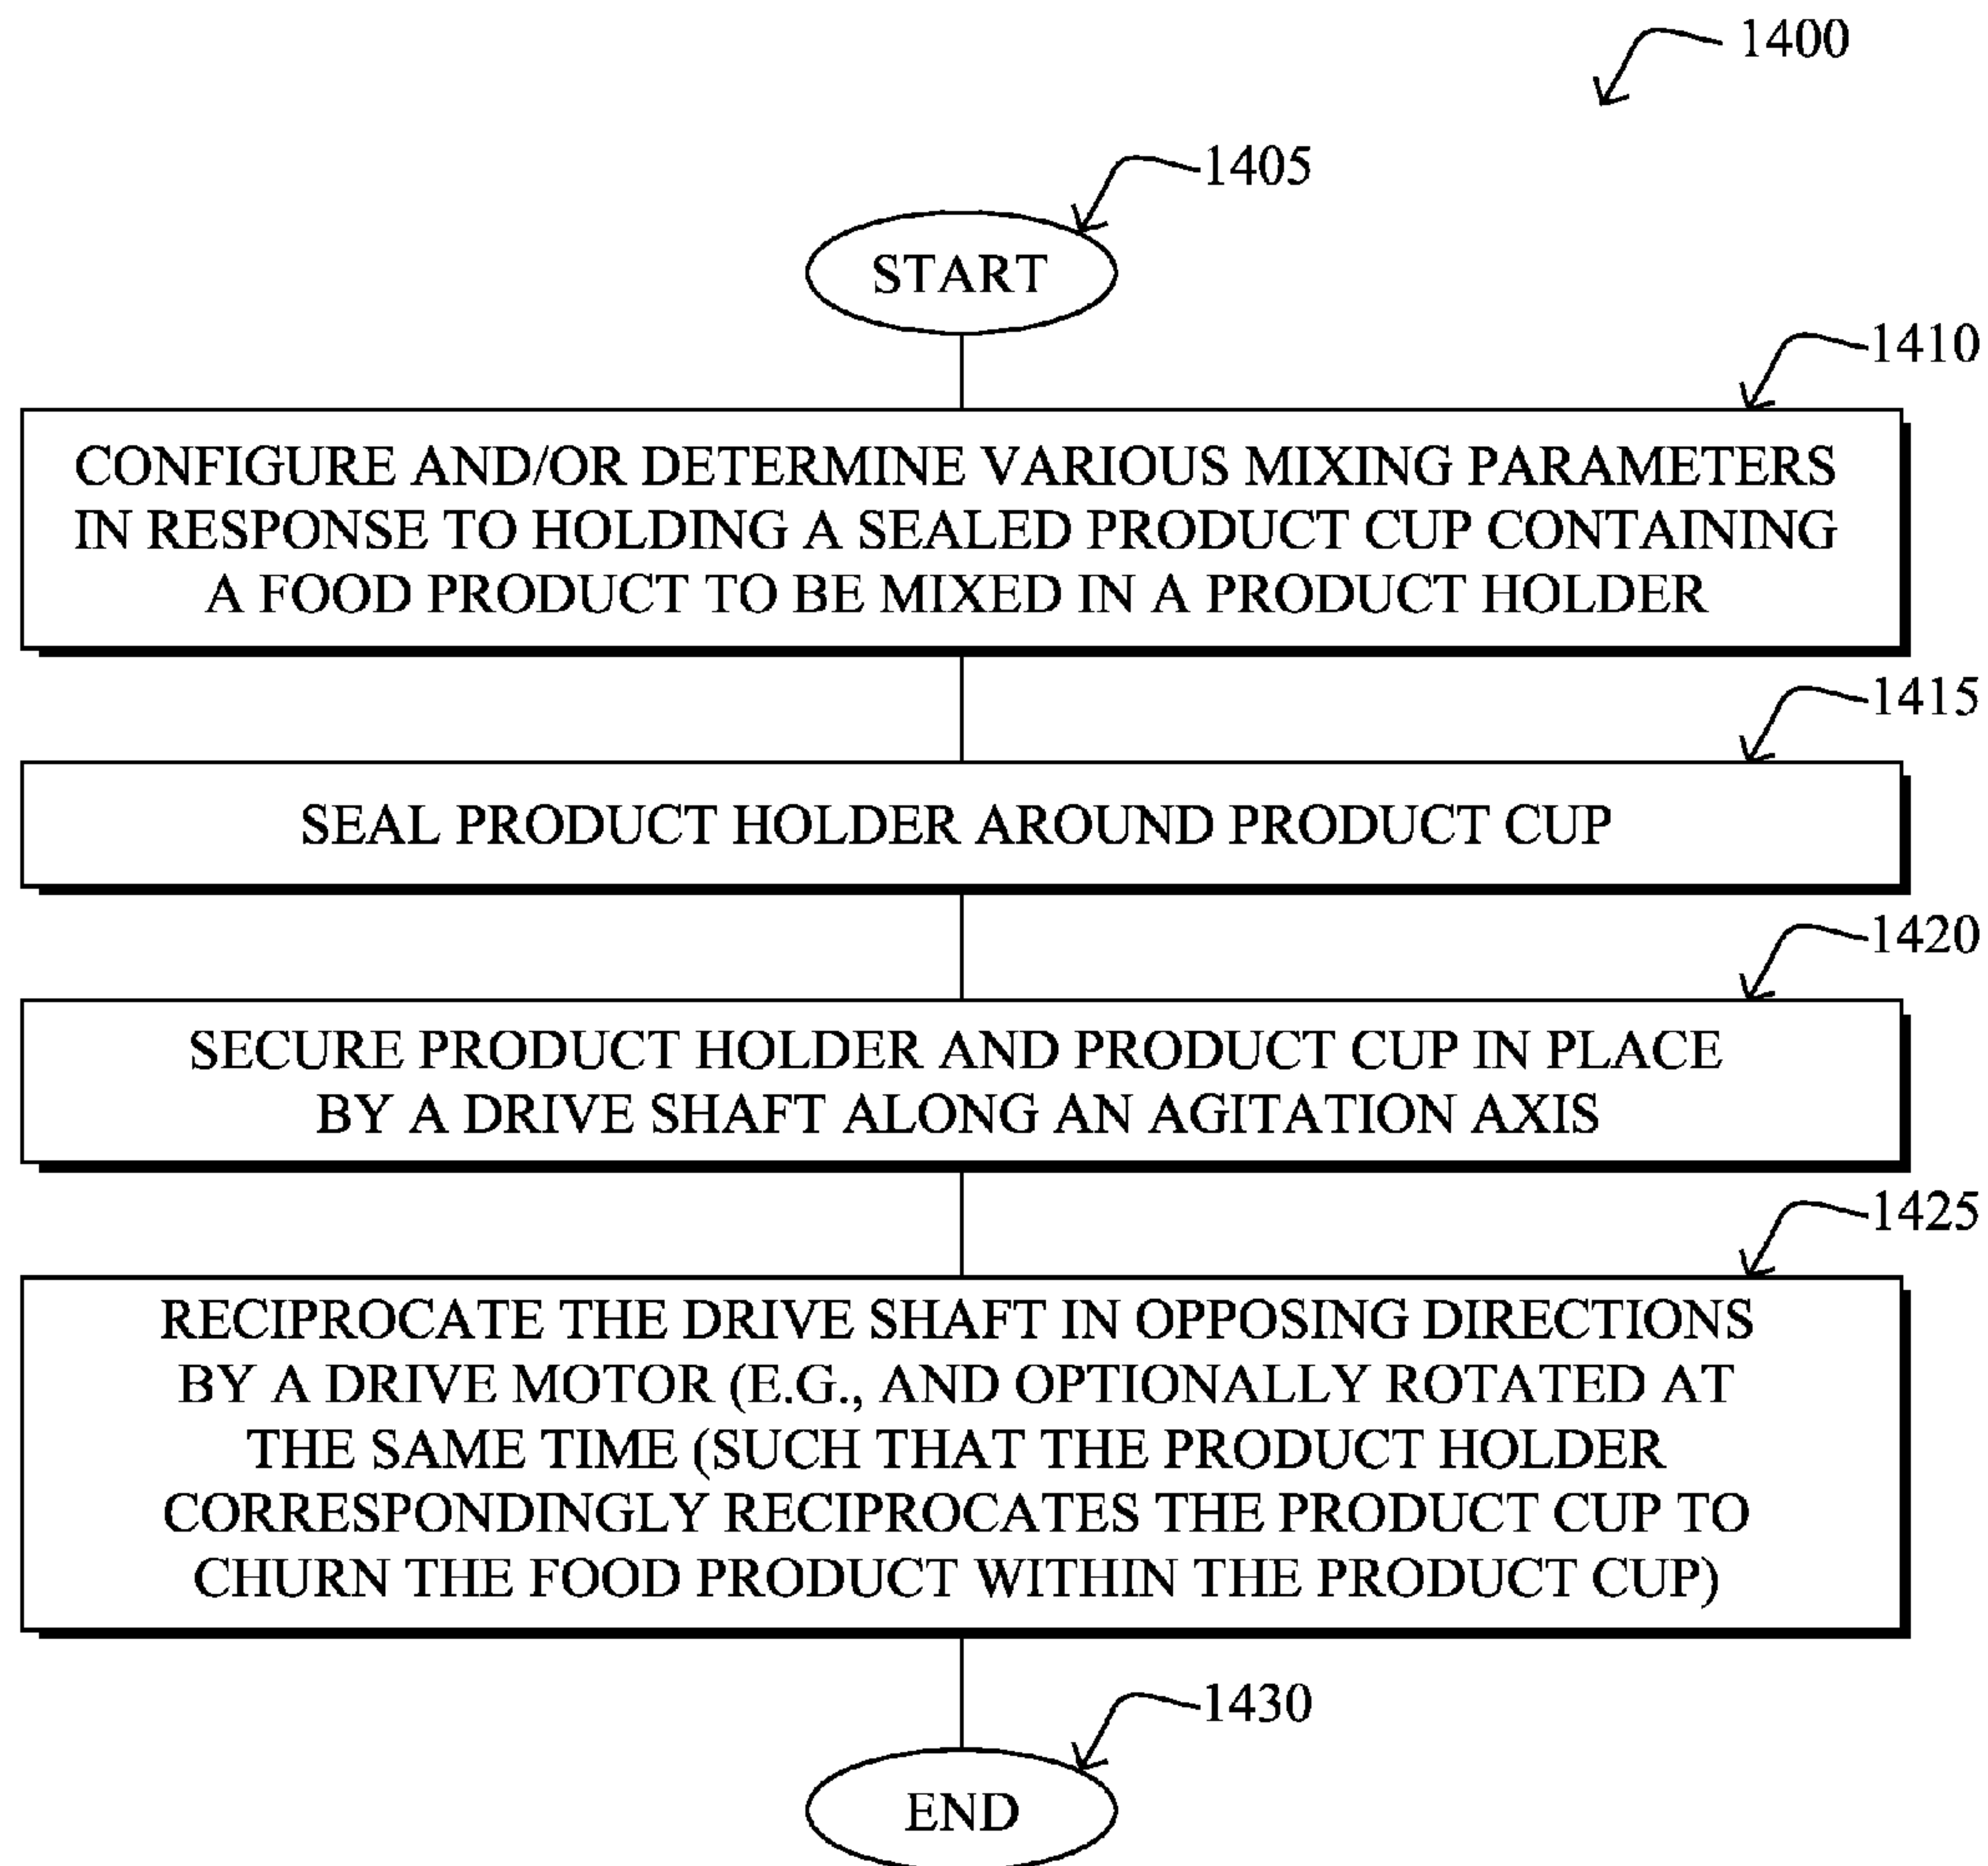 1400
1405
START
1410
CONFIGURE AND/OR DETERMINE VARIOUS MIXING PARAMETERS
IN RESPONSE TO HOLDING A SEALED PRODUCT CUP CONTAINING
A FOOD PRODUCT TO BE MIXED IN A PRODUCT HOLDER
1415
SEAL PRODUCT HOLDER AROUND PRODUCT CUP
1420
SECURE PRODUCT HOLDER AND PRODUCT CUP IN PLACE
BY A DRIVE SHAFT ALONG AN AGITATION AXIS
1425
RECIPROCATE THE DRIVE SHAFT IN OPPOSING DIRECTIONS
BY A DRIVE MOTOR (E.G., AND OPTIONALLY ROTATED AT
THE SAME TIME (SUCH THAT THE PRODUCT HOLDER
CORRESPONDINGLY RECIPROCATES THE PRODUCT CUP TO
CHURN THE FOOD PRODUCT WITHIN THE PRODUCT CUP)
1430
END